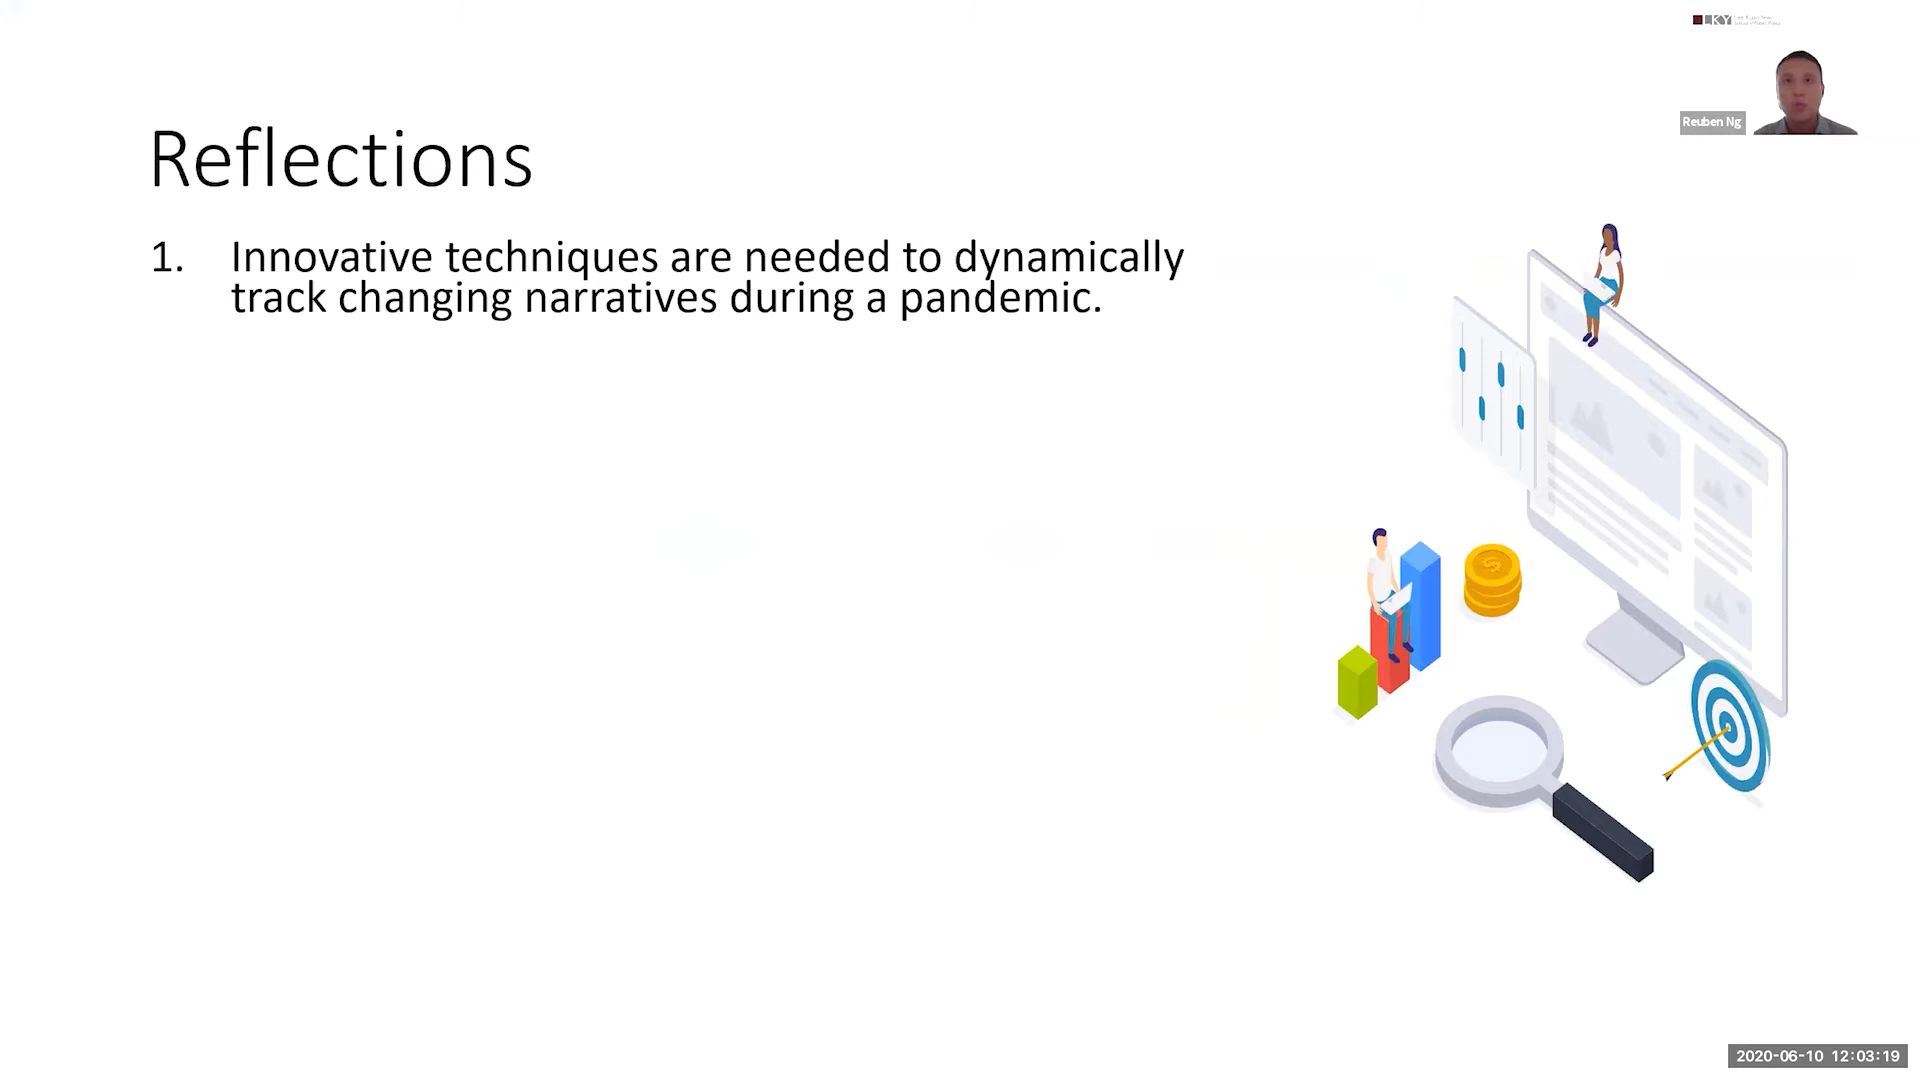 LKY
Reuben Ng
Reflections
1. Innovative techniques are needed to dynamically
track changing narratives during a pandemic.
2020-06-10 12:03:19